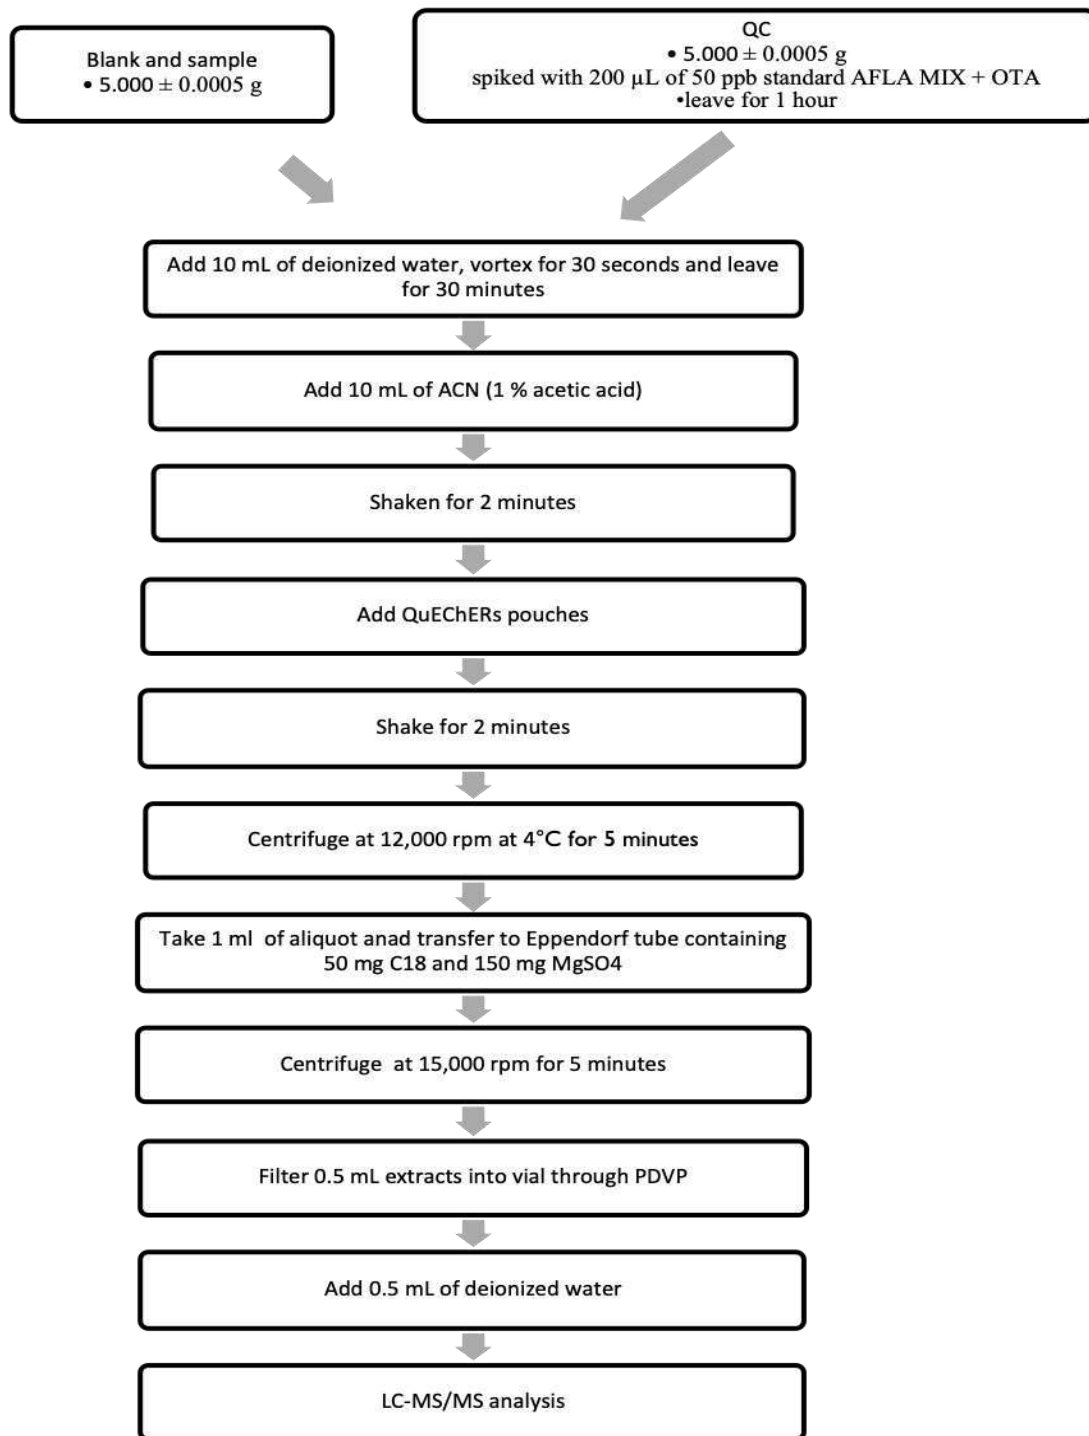 Blank and sample
• 5.000 ± 0.0005 g
QC
• 5.000 ± 0.0005 g
spiked with 200 µL of 50 ppb standard AFLA MIX + OTA
•leave for 1 hour
Add 10 mL of deionized water, vortex for 30 seconds and leave
for 30 minutes
Add 10 mL of ACN (1 % acetic acid)
Shaken for 2 minutes
Add QuEChERs pouches
Shake for 2 minutes
Centrifuge at 12,000 rpm at 4°C for 5 minutes
Take 1 ml of aliquot anad transfer to Eppendorf tube containing
50 mg C18 and 150 mg MgSO4
Centrifuge at 15,000 rpm for 5 minutes
Filter 0.5 mL extracts into vial through PDVP
Add 0.5 mL of deionized water
LC-MS/MS analysis